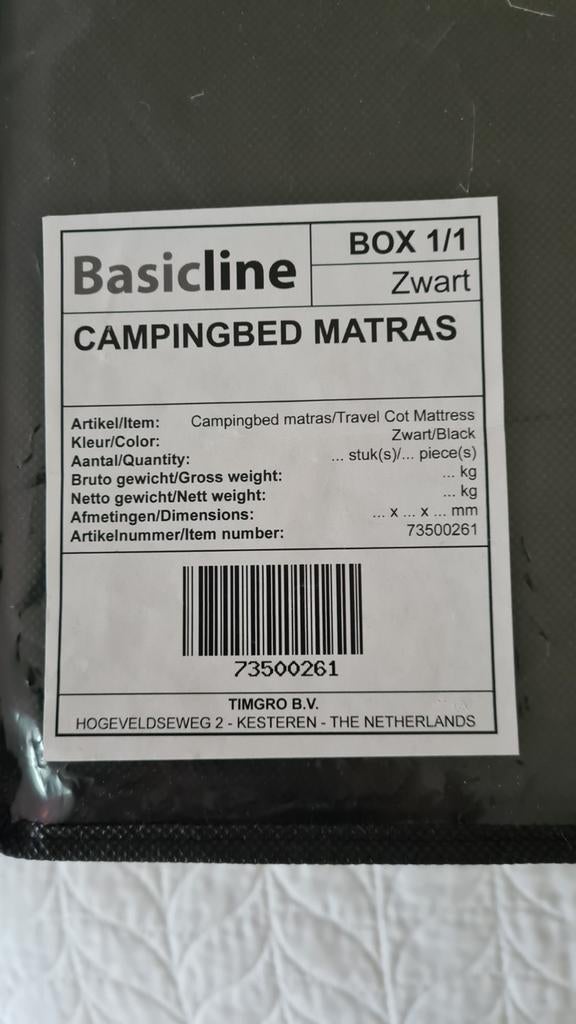 Basicline
BOX 1/1
Zwart
CAMPINGBED MATRAS
Artikel/Item: Campingbed matras/Travel Cot Mattress
Kleur/Color: Zwart/Black
Aantal/Quantity: ... stuk(s)/... piece(s)
Bruto gewicht/Gross weight: ... kg
Netto gewicht/Nett weight: ... kg
Afmetingen/Dimensions: ... x ... x ... mm
Artikelnummer/Item number: 73500261
73500261
TIMGRO B.V.
HOGEVELDSEWEG 2 - KESTEREN - THE NETHERLANDS